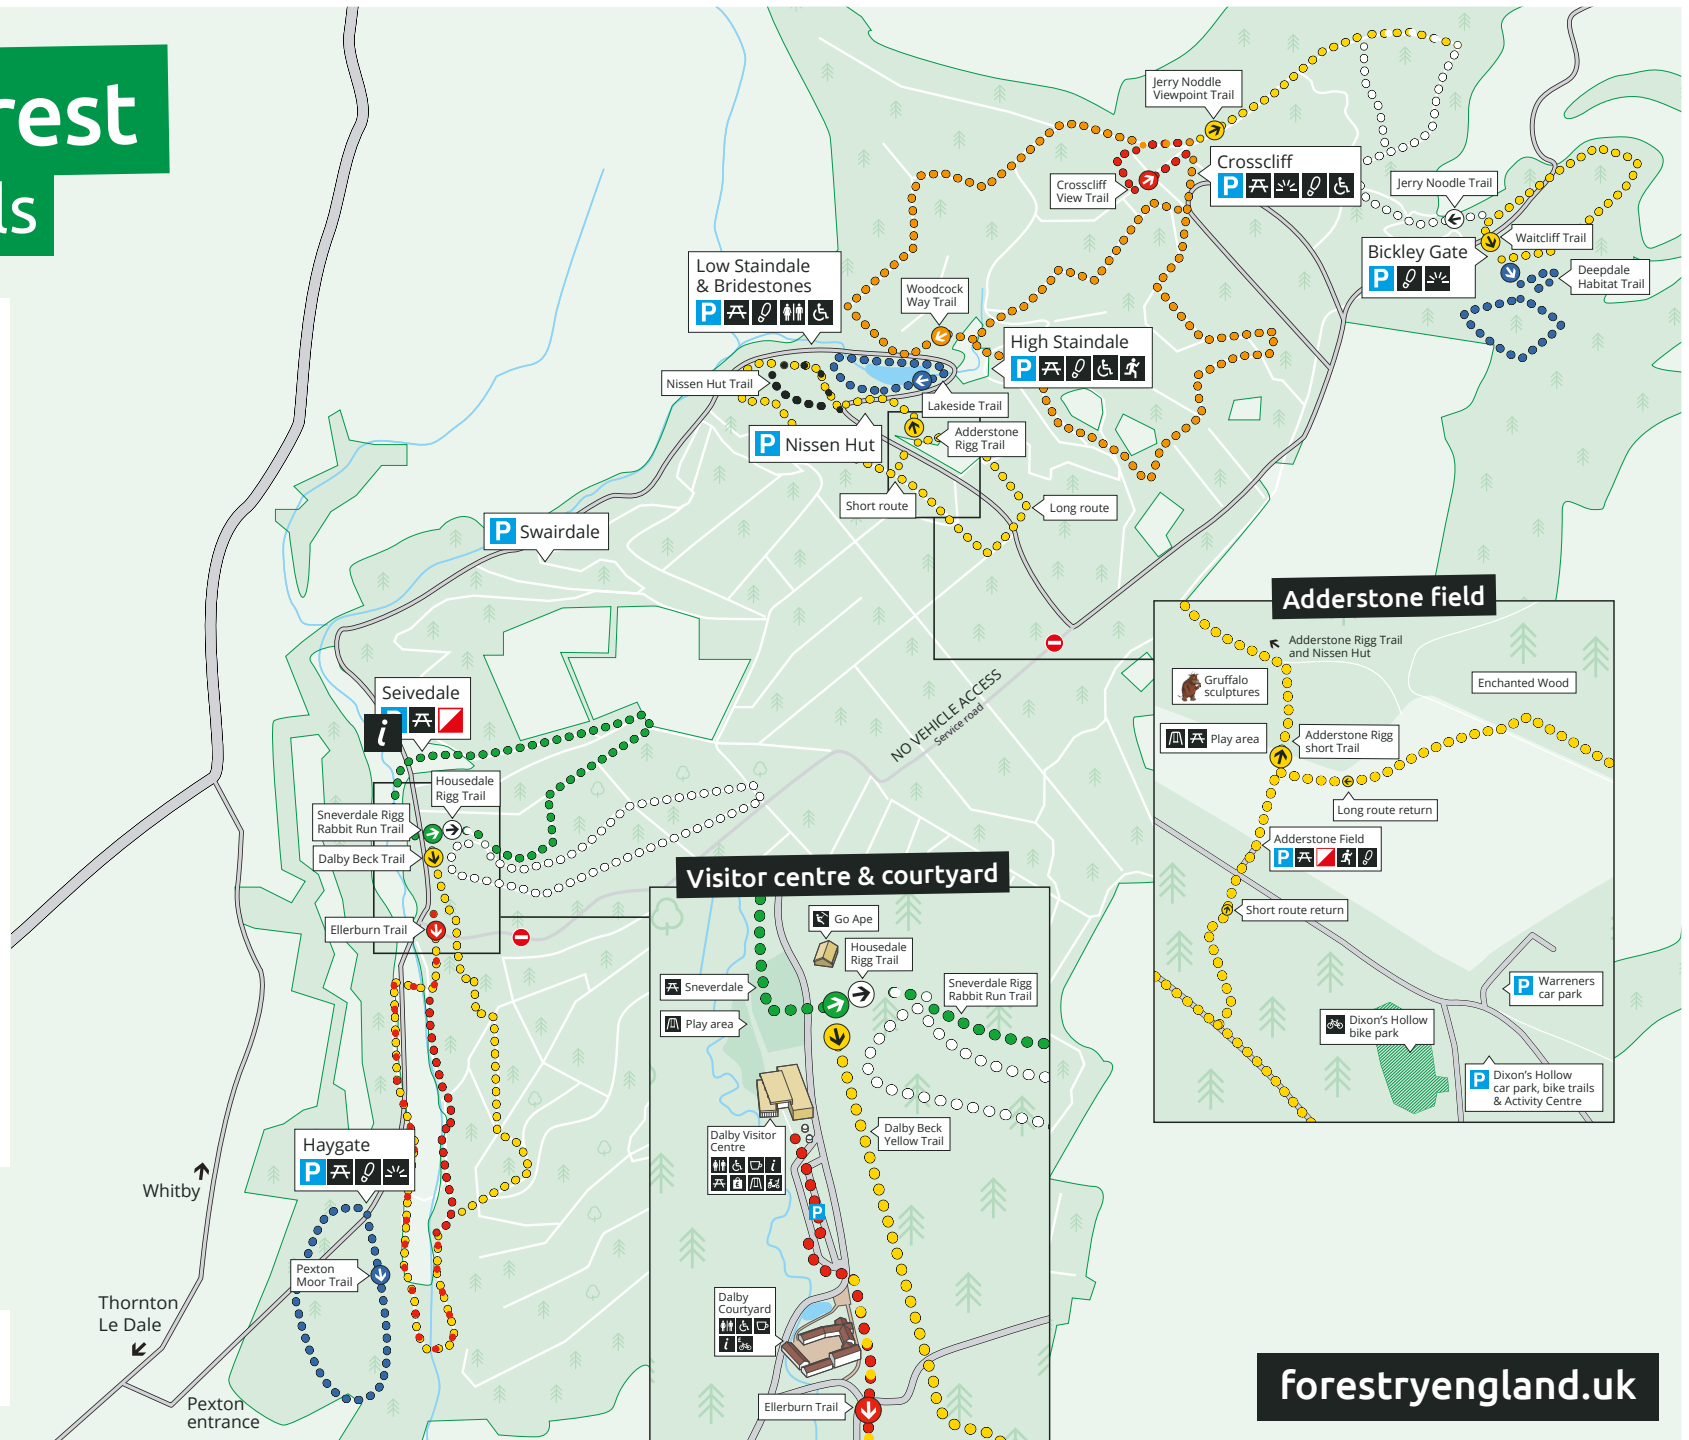 rest
ls
Jerry Noddle
Viewpoint Trail
Crosscliff
P
Crosscliff
View Trail
Jerry Noodle Trail
Waitcliff Trail
Bickley Gate
P
Deepdale
Habitat Trail
Low Staindale
& Bridestones
P
Woodcock
Way Trail
High Staindale
P
Nissen Hut Trail
Lakeside Trail
P Nissen Hut
Adderstone
Rigg Trail
Short route
Long route
P Swairdale
NO VEHICLE ACCESS
Service road
Seivedale
i
Housedale
Rigg Trail
Sneverdale Rigg
Rabbit Run Trail
Dalby Beck Trail
Ellerburn Trail
Haygate
P
Whitby
Pexton
Moor Trail
Thornton
Le Dale
Pexton
entrance
Adderstone field
Adderstone Rigg Trail
and Nissen Hut
Gruffalo
sculptures
Enchanted Wood
Play area
Adderstone Rigg
short Trail
Long route return
Adderstone Field
P
Short route return
P Warreners
car park
Dixon's Hollow
bike park
P Dixon's Hollow
car park, bike trails
& Activity Centre
Visitor centre & courtyard
Go Ape
Housedale
Rigg Trail
Sneverdale
Sneverdale Rigg
Rabbit Run Trail
Play area
Dalby Beck
Yellow Trail
Dalby Visitor
Centre
i
P
Dalby
Courtyard
i
Ellerburn Trail
forestryengland.uk